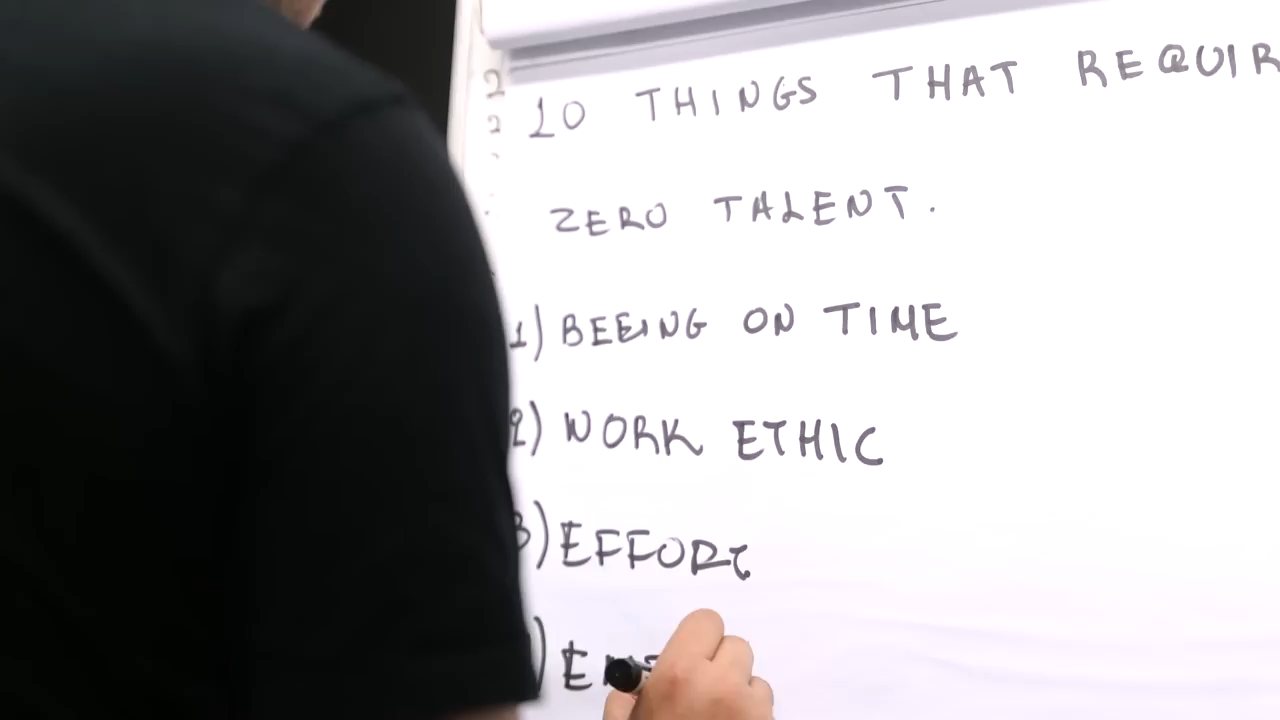 10 THINGS THAT REQUIR
ZERO TALENT.
1) BEEING ON TIME
2) WORK ETHIC
3) EFFORT